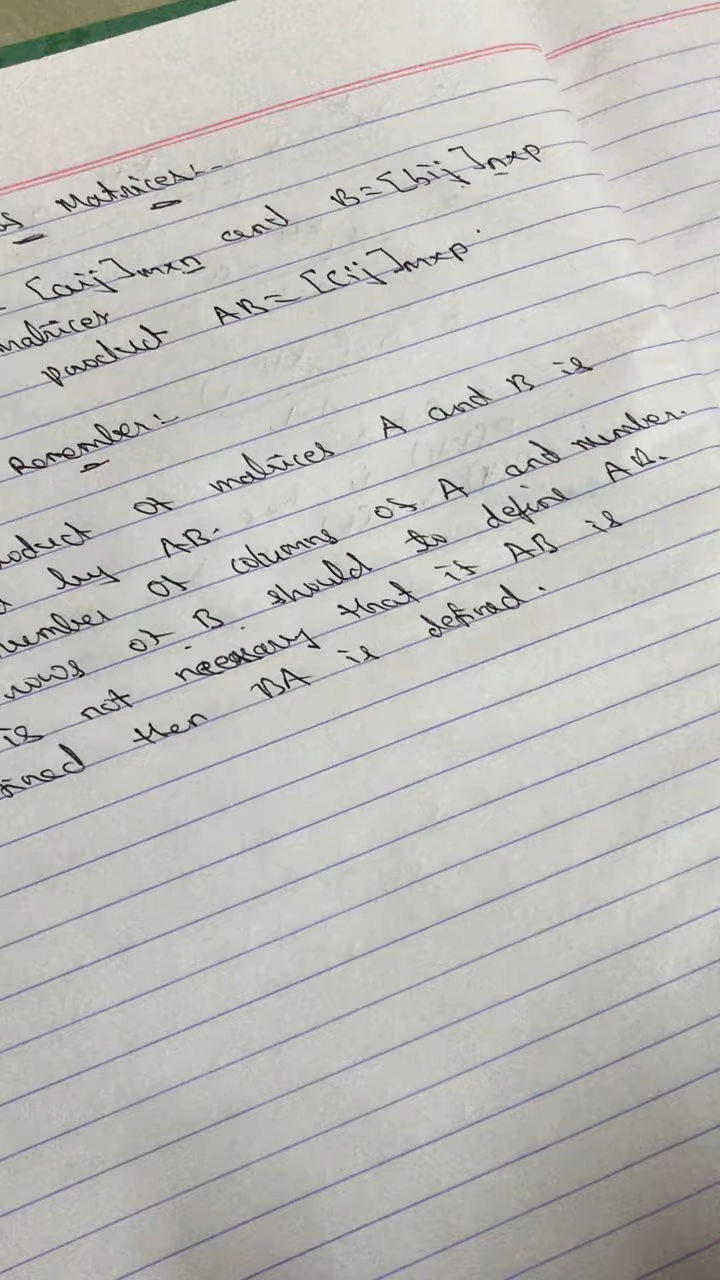 Matrices:-
= [aij]mxn and B=[bij]nxp
matrices
product AB=[cij]mxp.
Remember:-
product of matrices A and B is
by AB.
number of columns of A and number
rows of B should to define AB.
is not necessary that if AB is
ined then BA is defined.